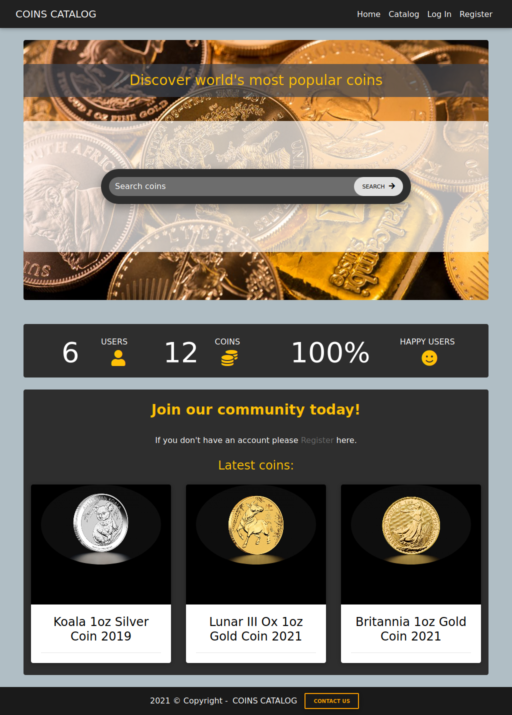 COINS CATALOG
Home Catalog Log In Register
Discover world's most popular coins
Search coins
SEARCH
6 USERS
12 COINS
100% HAPPY USERS
Join our community today!
If you don't have an account please Register here.
Latest coins:
Koala 1oz Silver
Coin 2019
Lunar III Ox 1oz
Gold Coin 2021
Britannia 1oz Gold
Coin 2021
2021 © Copyright - COINS CATALOG
CONTACT US